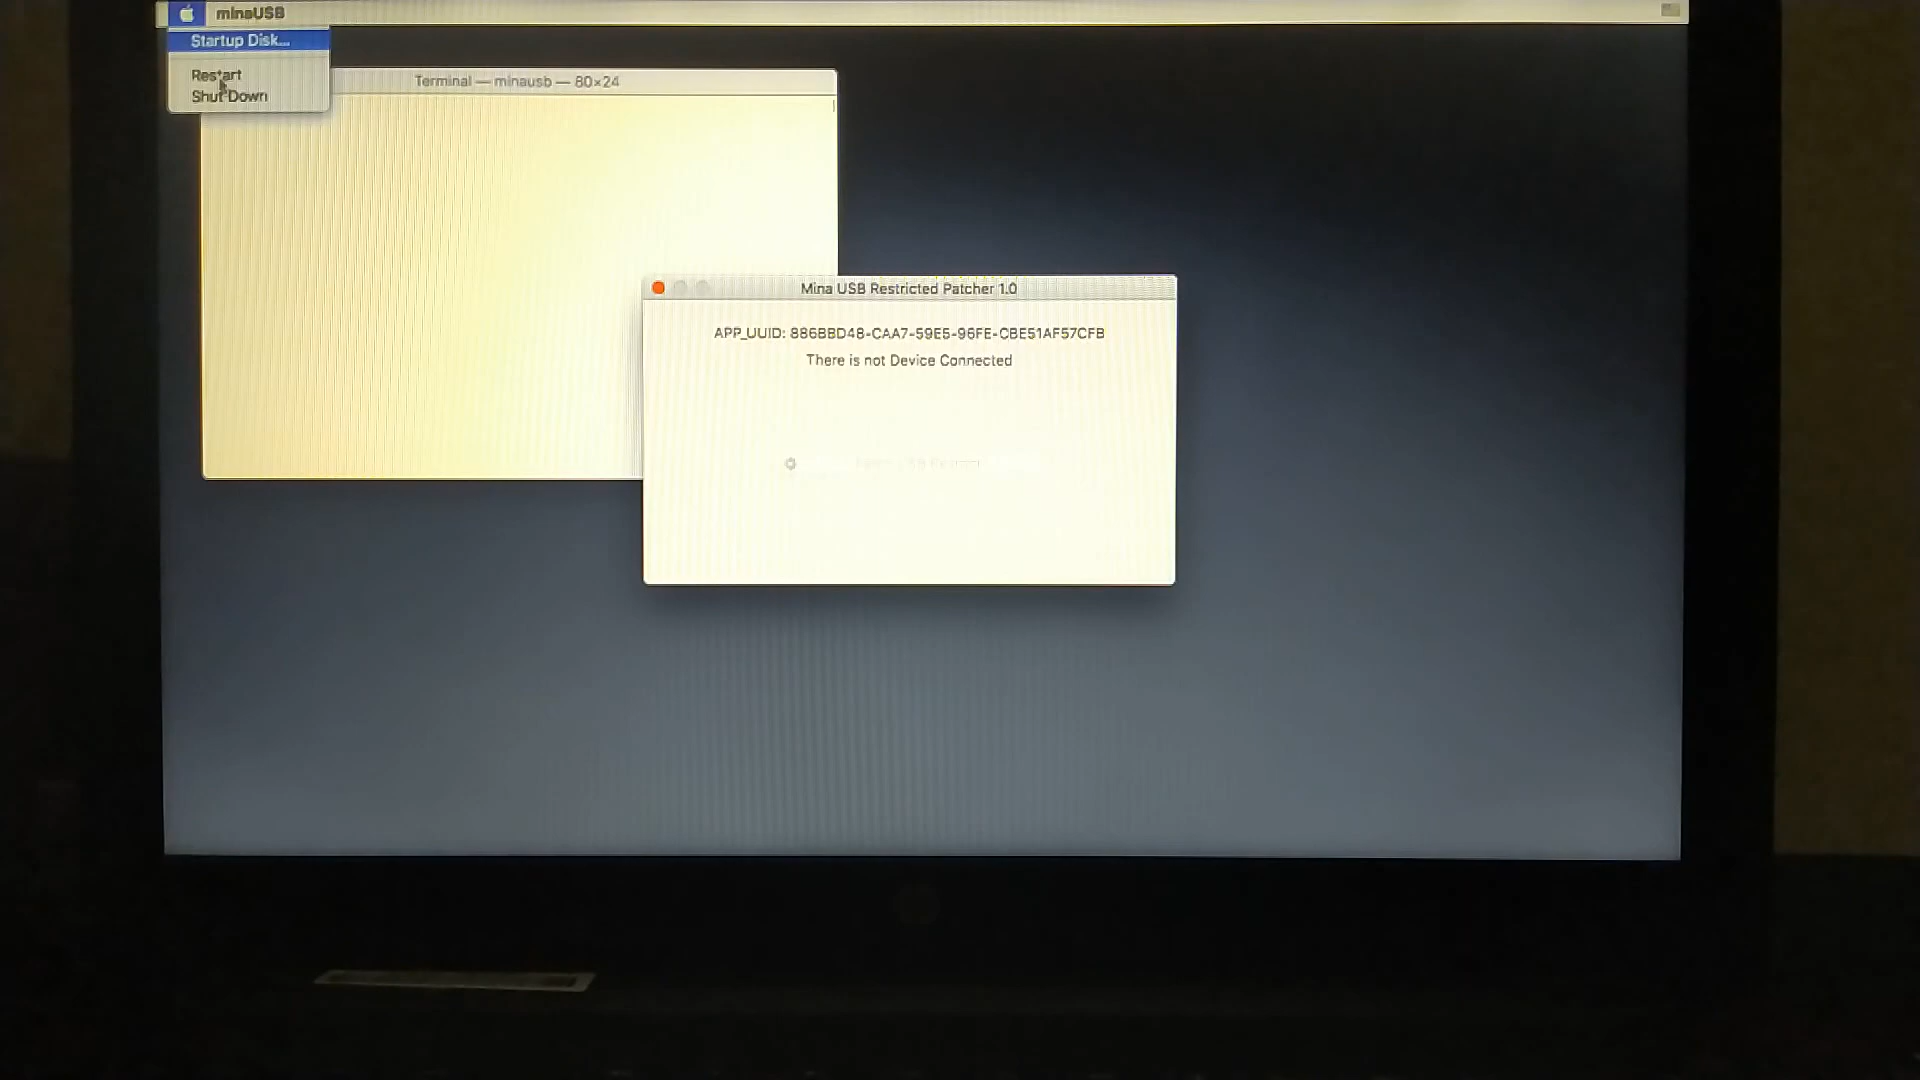 minaUSB
Startup Disk...
Restart
Shut Down
Terminal — minausb — 80×24
Mina USB Restricted Patcher 1.0
APP_UUID: 886BBD48-CAA7-59E5-96FE-CBE51AF57CFB
There is not Device Connected